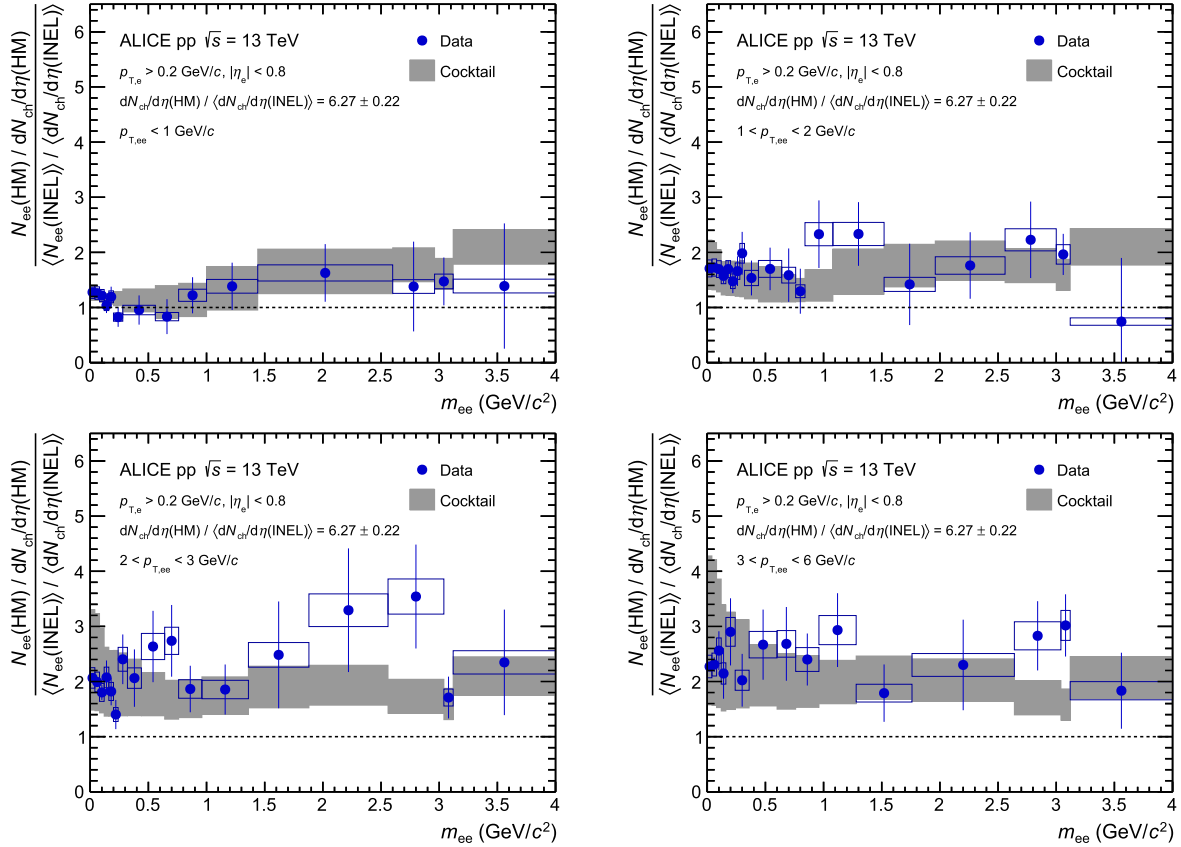 N_ee(HM) / dN_ch/dη(HM)
⟨N_ee(INEL)⟩ / ⟨dN_ch/dη(INEL)⟩
6
5
4
3
2
1
0
ALICE pp √s = 13 TeV
p_T,e > 0.2 GeV/c, |η_e| < 0.8
dN_ch/dη(HM) / ⟨dN_ch/dη(INEL)⟩ = 6.27 ± 0.22
p_T,ee < 1 GeV/c
Data
Cocktail
0 0.5 1 1.5 2 2.5 3 3.5 4
m_ee (GeV/c²)
N_ee(HM) / dN_ch/dη(HM)
⟨N_ee(INEL)⟩ / ⟨dN_ch/dη(INEL)⟩
6
5
4
3
2
1
0
ALICE pp √s = 13 TeV
p_T,e > 0.2 GeV/c, |η_e| < 0.8
dN_ch/dη(HM) / ⟨dN_ch/dη(INEL)⟩ = 6.27 ± 0.22
1 < p_T,ee < 2 GeV/c
Data
Cocktail
0 0.5 1 1.5 2 2.5 3 3.5 4
m_ee (GeV/c²)
N_ee(HM) / dN_ch/dη(HM)
⟨N_ee(INEL)⟩ / ⟨dN_ch/dη(INEL)⟩
6
5
4
3
2
1
0
ALICE pp √s = 13 TeV
p_T,e > 0.2 GeV/c, |η_e| < 0.8
dN_ch/dη(HM) / ⟨dN_ch/dη(INEL)⟩ = 6.27 ± 0.22
2 < p_T,ee < 3 GeV/c
Data
Cocktail
0 0.5 1 1.5 2 2.5 3 3.5 4
m_ee (GeV/c²)
N_ee(HM) / dN_ch/dη(HM)
⟨N_ee(INEL)⟩ / ⟨dN_ch/dη(INEL)⟩
6
5
4
3
2
1
0
ALICE pp √s = 13 TeV
p_T,e > 0.2 GeV/c, |η_e| < 0.8
dN_ch/dη(HM) / ⟨dN_ch/dη(INEL)⟩ = 6.27 ± 0.22
3 < p_T,ee < 6 GeV/c
Data
Cocktail
0 0.5 1 1.5 2 2.5 3 3.5 4
m_ee (GeV/c²)